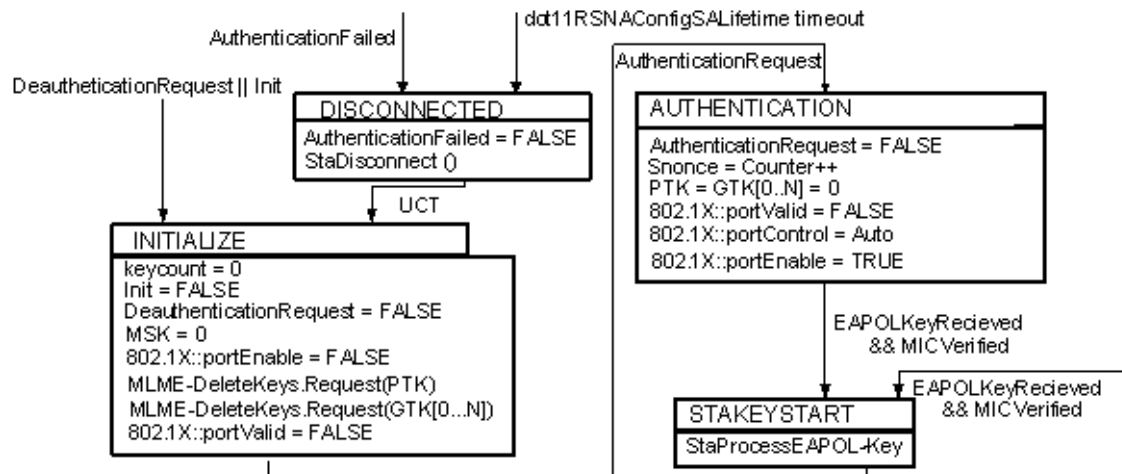 AuthenticationFailed
dot11RSNAConfigSALifetime timeout
DeautheticationRequest || Init
DISCONNECTED
AuthenticationFailed = FALSE
StaDisconnect ()
UCT
INITIALIZE
keycount = 0
Init = FALSE
DeauthenticationRequest = FALSE
MSK = 0
802.1X::portEnable = FALSE
MLME-DeleteKeys.Request(PTK)
MLME-DeleteKeys.Request(GTK[0...N])
802.1X::portValid = FALSE
AuthenticationRequest
AUTHENTICATION
AuthenticationRequest = FALSE
Snonce = Counter++
PTK = GTK[0..N] = 0
802.1X::portValid = FALSE
802.1X::portControl = Auto
802.1X::portEnable = TRUE
EAPOLKeyRecieved
&& MICVerified
EAPOLKeyRecieved
&& MICVerified
STAKEYSTART
StaProcessEAPOL-Key